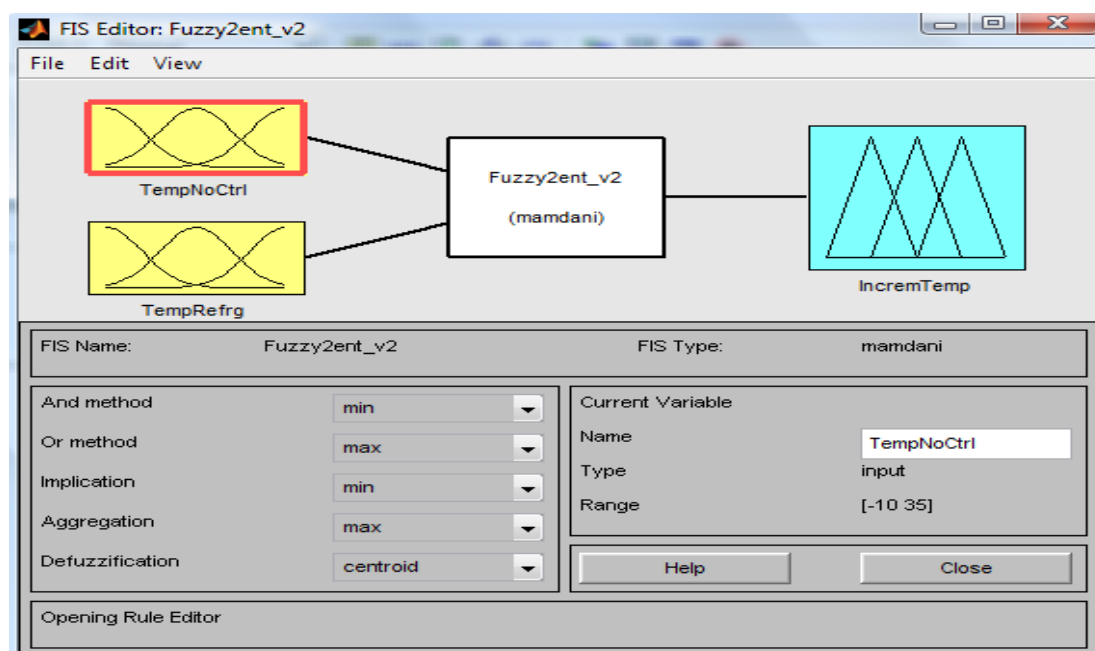 FIS Editor: Fuzzy2ent_v2
File Edit View
TempNoCtrl
TempRefrg
Fuzzy2ent_v2
(mamdani)
IncremTemp
FIS Name: Fuzzy2ent_v2 FIS Type: mamdani
And method min
Or method max
Implication min
Aggregation max
Defuzzification centroid
Current Variable
Name TempNoCtrl
Type input
Range [-10 35]
Help Close
Opening Rule Editor